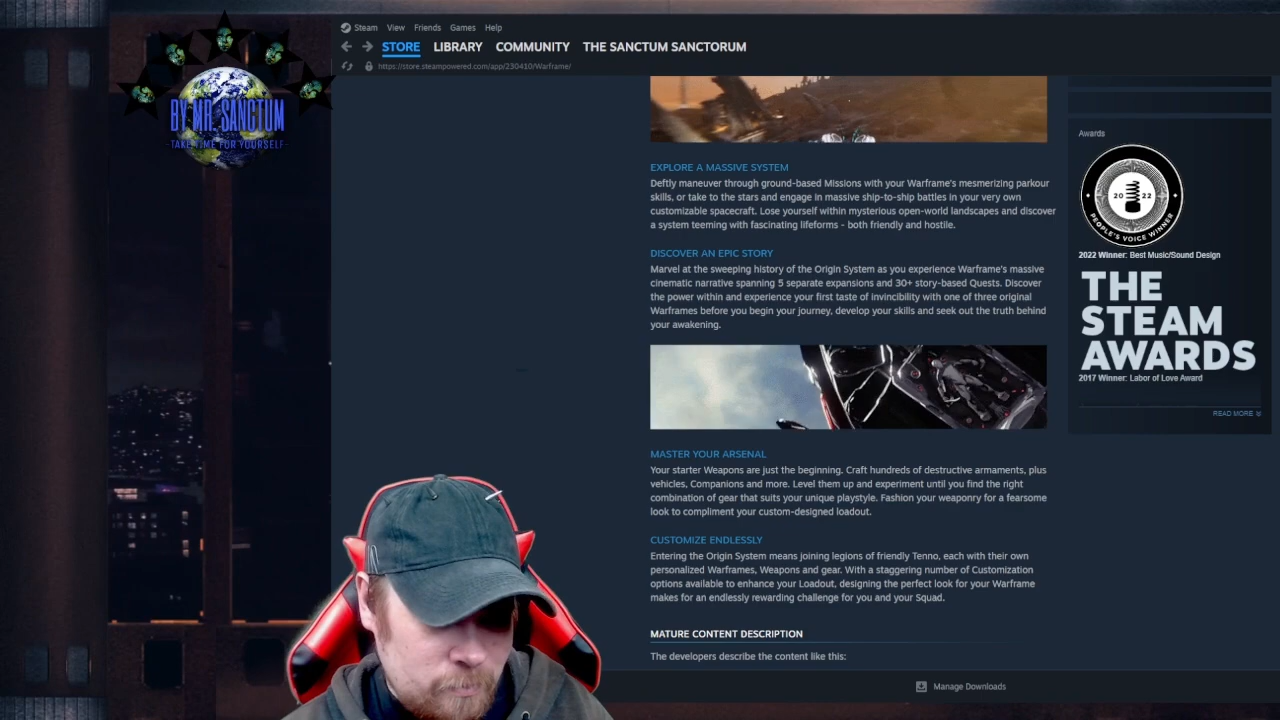 Steam View Friends Games Help
STORE LIBRARY COMMUNITY THE SANCTUM SANCTORUM
https://store.steampowered.com/app/230410/Warframe/
BY MR. SANCTUM
-TAKE TIME FOR YOURSELF-
EXPLORE A MASSIVE SYSTEM
Deftly maneuver through ground-based Missions with your Warframe's mesmerizing parkour
skills, or take to the stars and engage in massive ship-to-ship battles in your very own
customizable spacecraft. Lose yourself within mysterious open-world landscapes and discover
a system teeming with fascinating lifeforms - both friendly and hostile.
DISCOVER AN EPIC STORY
Marvel at the sweeping history of the Origin System as you experience Warframe's massive
cinematic narrative spanning 5 separate expansions and 30+ story-based Quests. Discover
the power within and experience your first taste of invincibility with one of three original
Warframes before you begin your journey, develop your skills and seek out the truth behind
your awakening.
MASTER YOUR ARSENAL
Your starter Weapons are just the beginning. Craft hundreds of destructive armaments, plus
vehicles, Companions and more. Level them up and experiment until you find the right
combination of gear that suits your unique playstyle. Fashion your weaponry for a fearsome
look to compliment your custom-designed loadout.
CUSTOMIZE ENDLESSLY
Entering the Origin System means joining legions of friendly Tenno, each with their own
personalized Warframes, Weapons and gear. With a staggering number of Customization
options available to enhance your Loadout, designing the perfect look for your Warframe
makes for an endlessly rewarding challenge for you and your Squad.
MATURE CONTENT DESCRIPTION
The developers describe the content like this:
Awards
20 22
PEOPLE'S VOICE WINNER
2022 Winner: Best Music/Sound Design
THE
STEAM
AWARDS
2017 Winner: Labor of Love Award
READ MORE
Manage Downloads